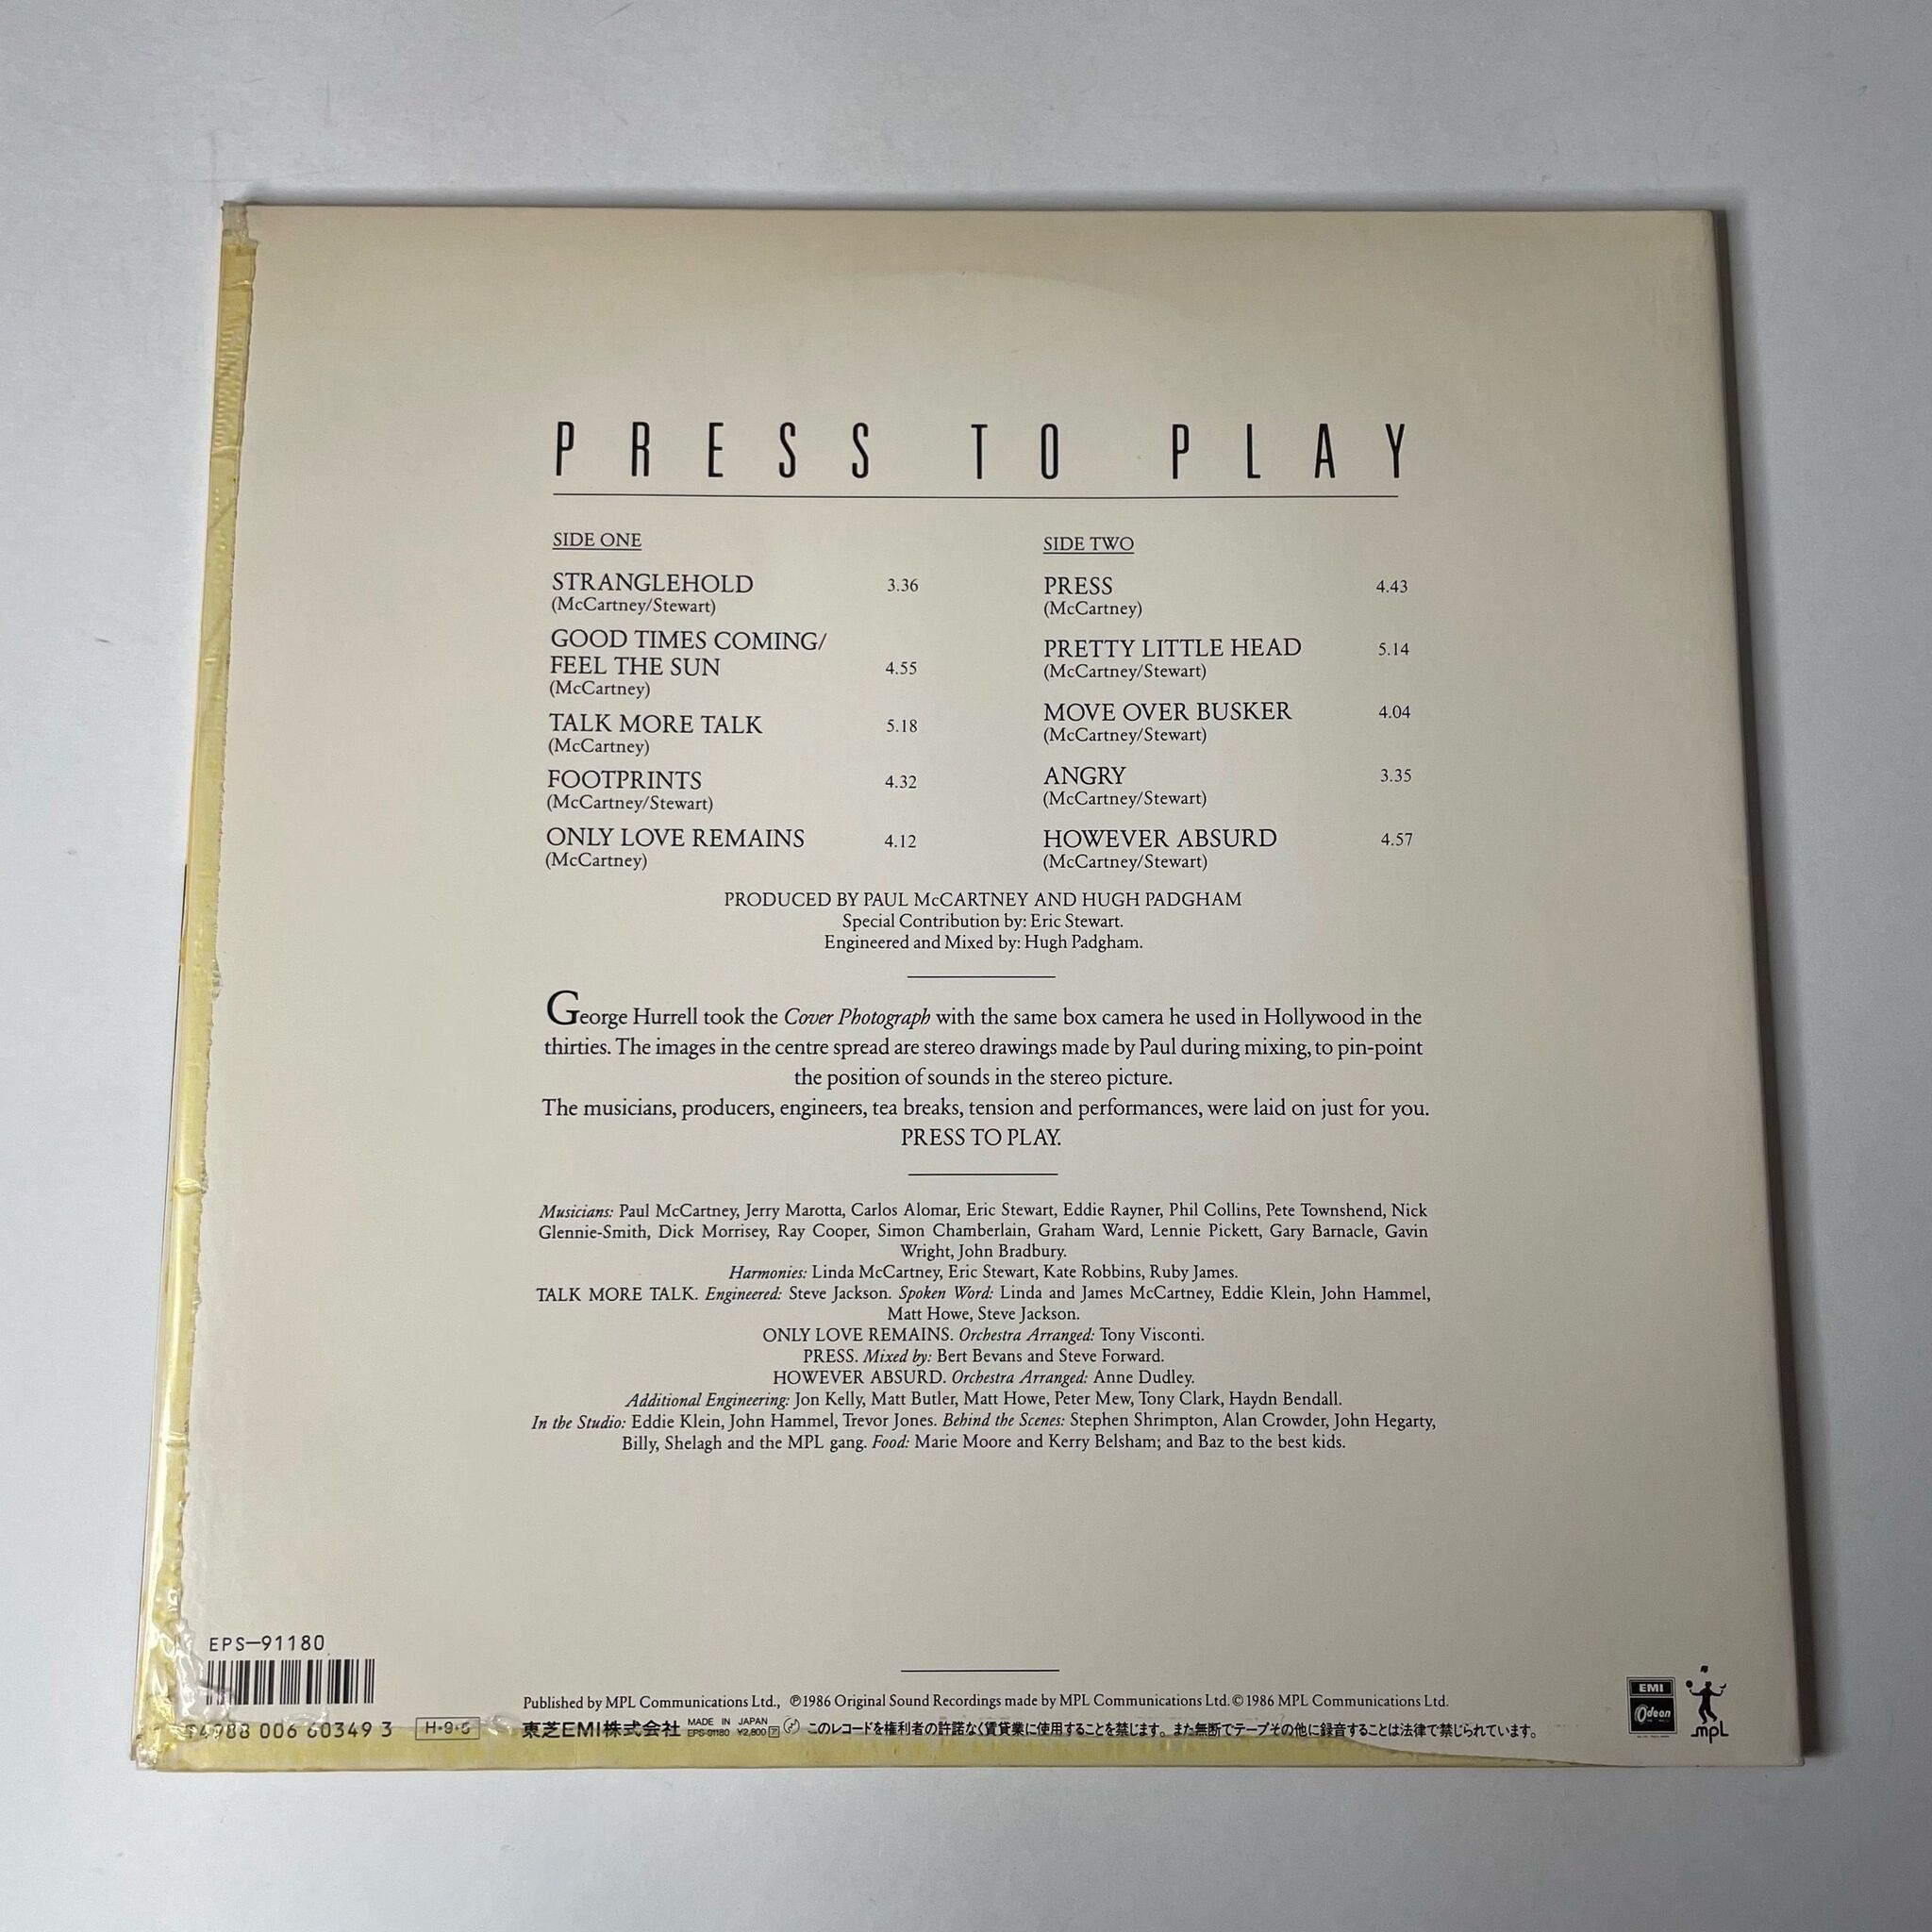 PRESS TO PLAY
SIDE ONE
STRANGLEHOLD 3.36
(McCartney/Stewart)
GOOD TIMES COMING/
FEEL THE SUN 4.55
(McCartney)
TALK MORE TALK 5.18
(McCartney)
FOOTPRINTS 4.32
(McCartney/Stewart)
ONLY LOVE REMAINS 4.12
(McCartney)
SIDE TWO
PRESS 4.43
(McCartney)
PRETTY LITTLE HEAD 5.14
(McCartney/Stewart)
MOVE OVER BUSKER 4.04
(McCartney/Stewart)
ANGRY 3.35
(McCartney/Stewart)
HOWEVER ABSURD 4.57
(McCartney/Stewart)
PRODUCED BY PAUL McCARTNEY AND HUGH PADGHAM
Special Contribution by: Eric Stewart.
Engineered and Mixed by: Hugh Padgham.
George Hurrell took the Cover Photograph with the same box camera he used in Hollywood in the
thirties. The images in the centre spread are stereo drawings made by Paul during mixing, to pin-point
the position of sounds in the stereo picture.
The musicians, producers, engineers, tea breaks, tension and performances, were laid on just for you.
PRESS TO PLAY.
Musicians: Paul McCartney, Jerry Marotta, Carlos Alomar, Eric Stewart, Eddie Rayner, Phil Collins, Pete Townshend, Nick
Glennie-Smith, Dick Morrisey, Ray Cooper, Simon Chamberlain, Graham Ward, Lennie Pickett, Gary Barnacle, Gavin
Wright, John Bradbury.
Harmonies: Linda McCartney, Eric Stewart, Kate Robbins, Ruby James.
TALK MORE TALK. Engineered: Steve Jackson. Spoken Word: Linda and James McCartney, Eddie Klein, John Hammel,
Matt Howe, Steve Jackson.
ONLY LOVE REMAINS. Orchestra Arranged: Tony Visconti.
PRESS. Mixed by: Bert Bevans and Steve Forward.
HOWEVER ABSURD. Orchestra Arranged: Anne Dudley.
Additional Engineering: Jon Kelly, Matt Butler, Matt Howe, Peter Mew, Tony Clark, Haydn Bendall.
In the Studio: Eddie Klein, John Hammel, Trevor Jones. Behind the Scenes: Stephen Shrimpton, Alan Crowder, John Hegarty,
Billy, Shelagh and the MPL gang. Food: Marie Moore and Kerry Belsham; and Baz to the best kids.
EPS-91180
Published by MPL Communications Ltd., ℗1986 Original Sound Recordings made by MPL Communications Ltd. ©1986 MPL Communications Ltd.
4988 006 60349 3
東芝EMI株式会社
MADE IN JAPAN
EPS-91180 ¥2,800
このレコードを権利者の許諾なく賃貸業に使用することを禁じます。また無断でテープその他に録音することは法律で禁じられています。
EMI
Odeon
mpL